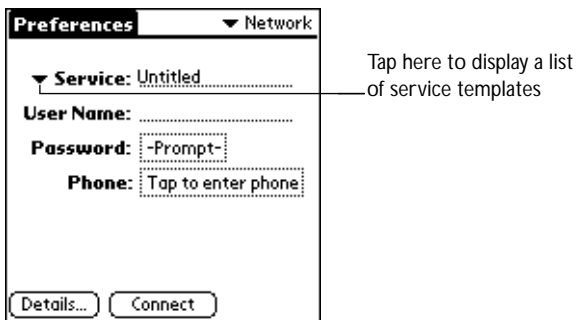 Preferences
Network
Service: Untitled
Tap here to display a list
of service templates
User Name:
Password: -Prompt-
Phone: Tap to enter phone
Details... Connect